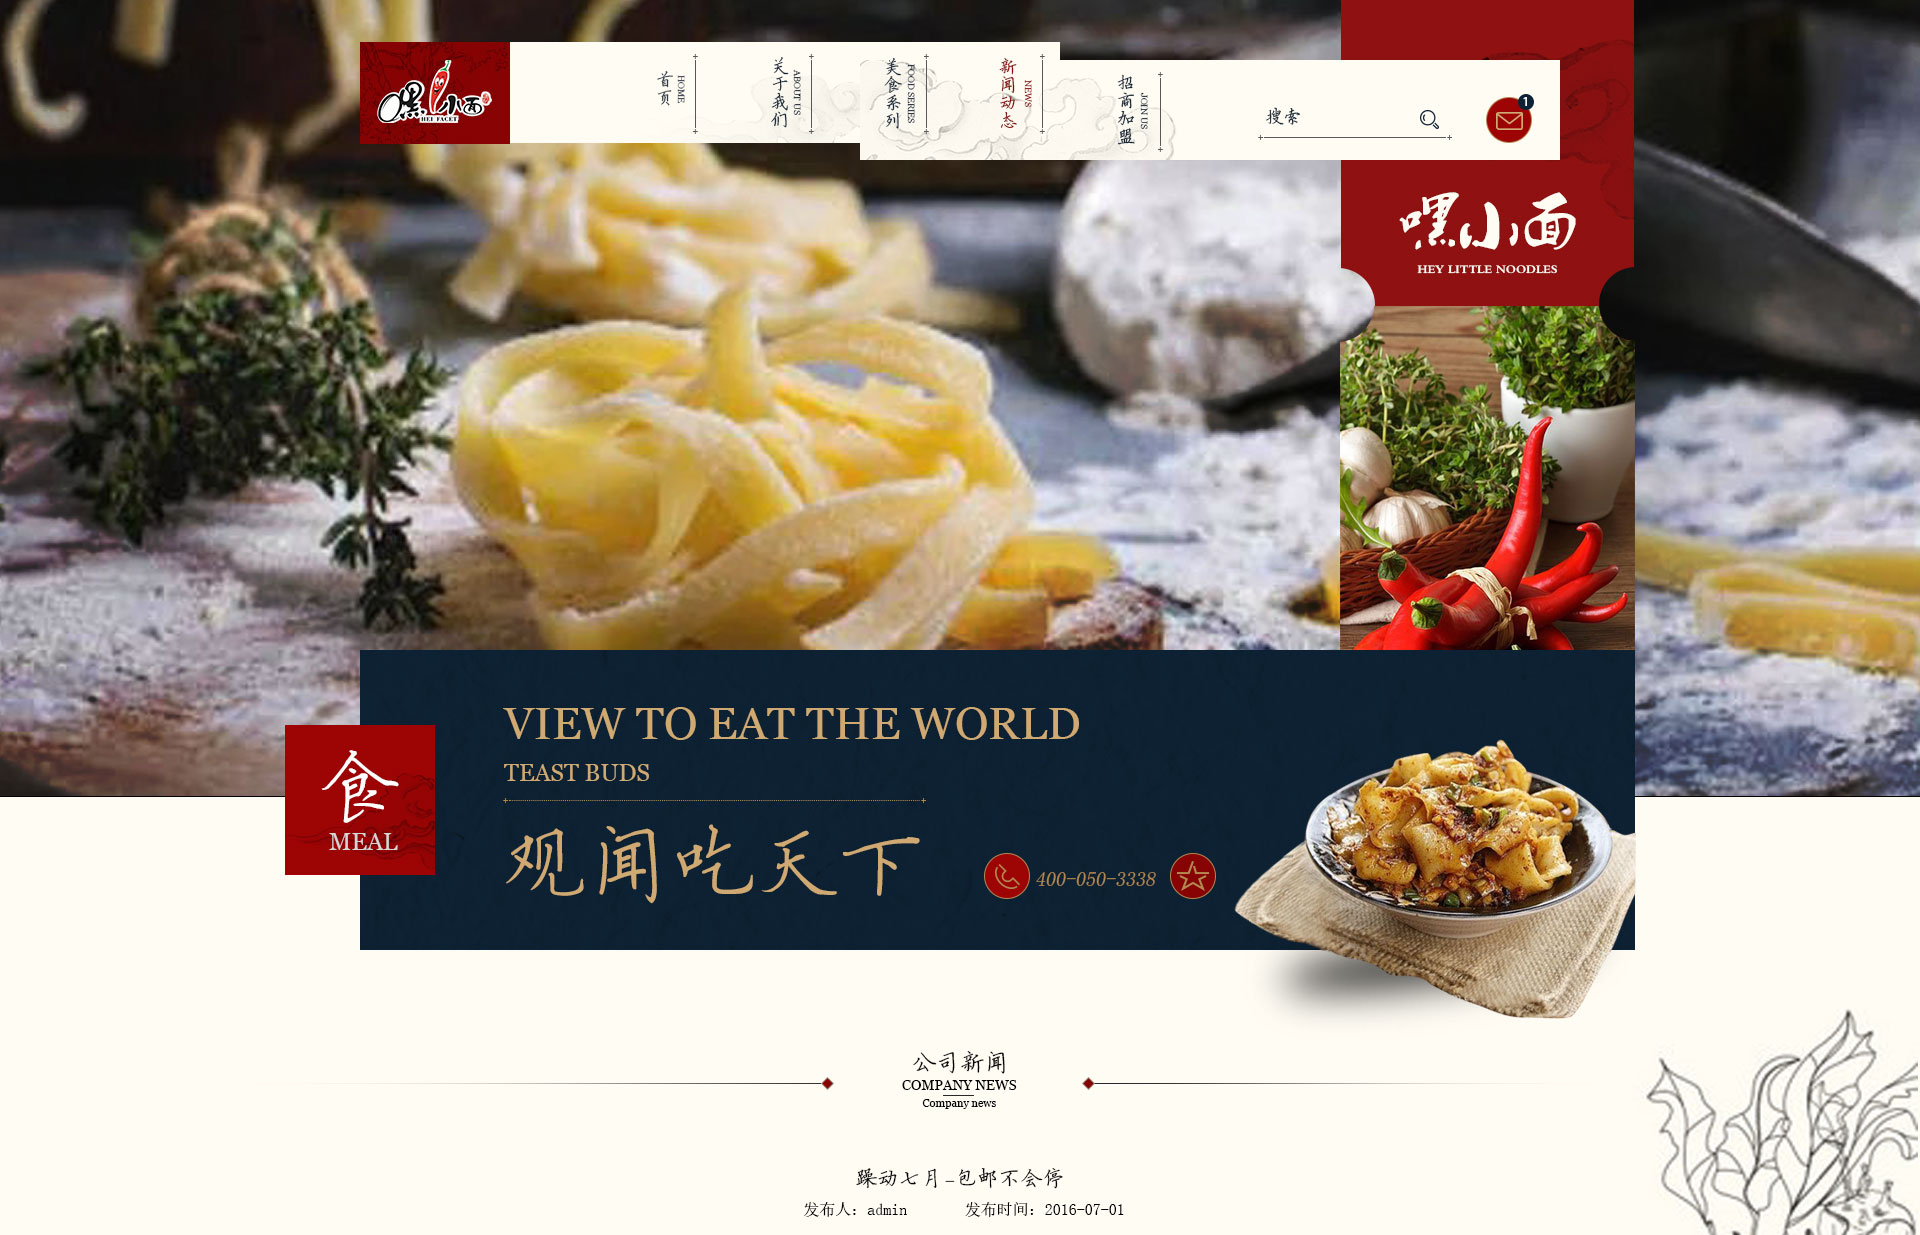 嘿小面
HEI FACET
首页
HOME
关于我们
ABOUT US
美食系列
FOOD SERIES
新闻动态
NEWS
招商加盟
JOIN US
搜索
1
嘿小面
HEY LITTLE NOODLES
VIEW TO EAT THE WORLD
TEAST BUDS
食
MEAL
观闻吃天下
400-050-3338
公司新闻
COMPANY NEWS
Company news
躁动七月-包邮不会停
发布人：admin 发布时间：2016-07-01